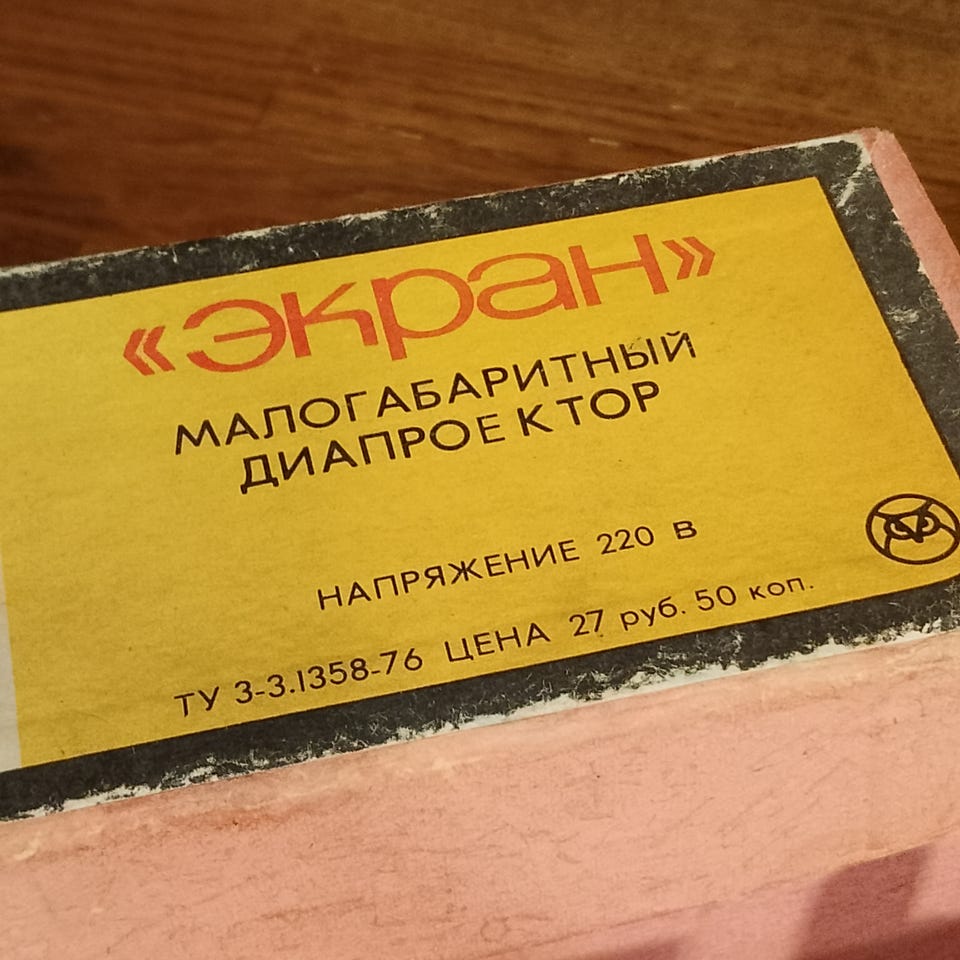 «экран»
МАЛОГАБАРИТНЫЙ
ДИАПРОЕКТОР
НАПРЯЖЕНИЕ 220 В
ТУ 3-3.1358-76 ЦЕНА 27 руб. 50 коп.